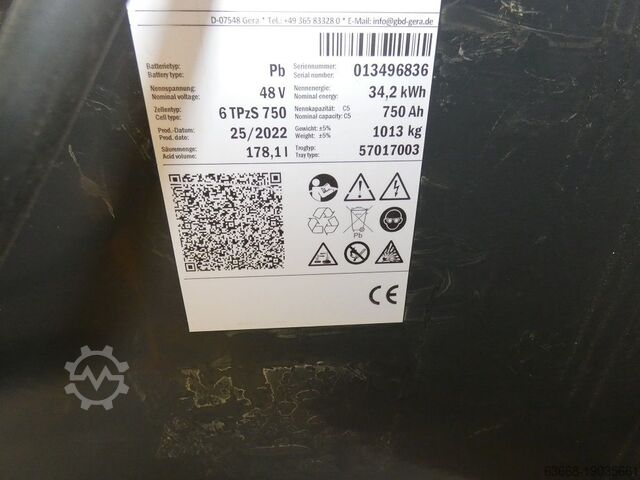 D-07548 Gera * Tel.: +49 365 83328 0 * E-Mail: info@gbd-gera.de
Batterietyp: Pb Seriennummer: 013496836
Battery type: Serial number:
Nennspannung: 48 V Nennenergie: 34,2 kWh
Nominal voltage: Nominal energy:
Zellentyp: 6 TPzS 750 Nennkapazität: C5 750 Ah
Cell type: Nominal capacity: C5
Prod.-Datum: 25/2022 Gewicht: ±5% 1013 kg
Prod. date: Weight: ±5%
Säuremenge: 178,1 l Trogtyp: 57017003
Acid volume: Tray type:
Pb
CE
63668-19035661